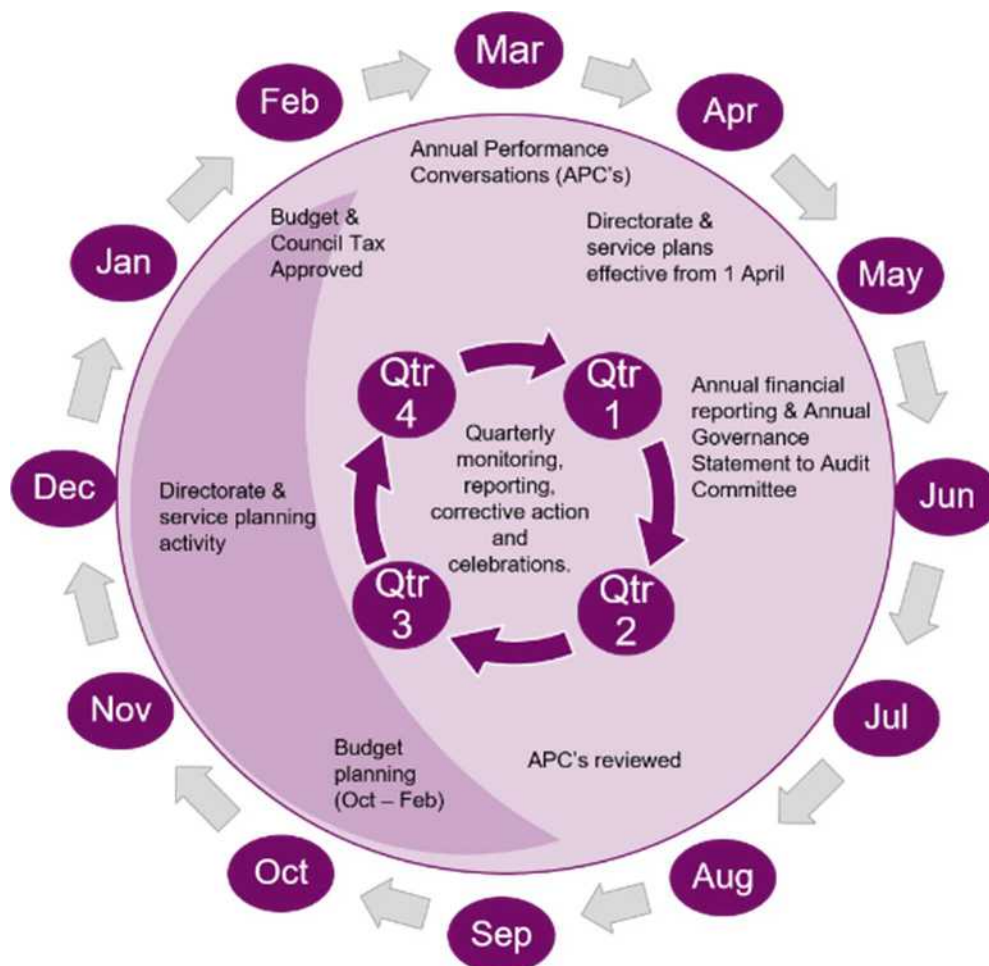 Mar
Apr
May
Jun
Jul
Aug
Sep
Oct
Nov
Dec
Jan
Feb
Annual Performance
Conversations (APC's)
Directorate &
service plans
effective from 1 April
Annual financial
reporting & Annual
Governance
Statement to Audit
Committee
APC's reviewed
Budget
planning
(Oct – Feb)
Directorate &
service planning
activity
Budget &
Council Tax
Approved
Qtr
1
Qtr
2
Qtr
3
Qtr
4
Quarterly
monitoring,
reporting,
corrective action
and
celebrations.